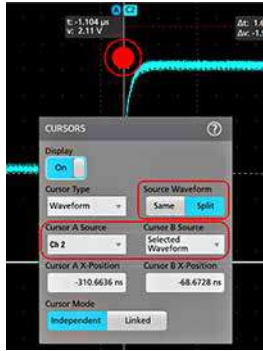 A C2
t: -1.104 µs
v: 2.11 V
Δt: 1.
Δv: -1.
CURSORS
Display
On
Cursor Type
Source Waveform
Waveform
Same Split
Cursor A Source
Cursor B Source
Ch 2
Selected
Waveform
Cursor A X-Position
Cursor B X-Position
-310.6636 ns
-68.6728 ns
Cursor Mode
Independent Linked